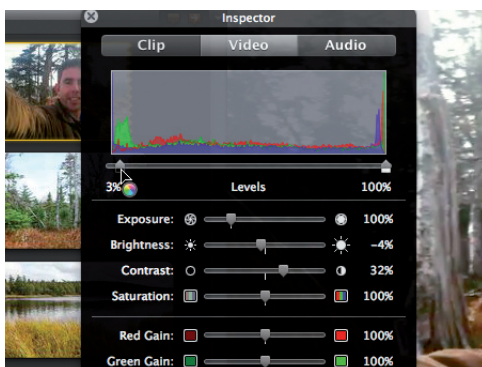 Inspector
Clip Video Audio
3% Levels 100%
Exposure: 100%
Brightness: -4%
Contrast: 32%
Saturation: 100%
Red Gain: 100%
Green Gain: 100%